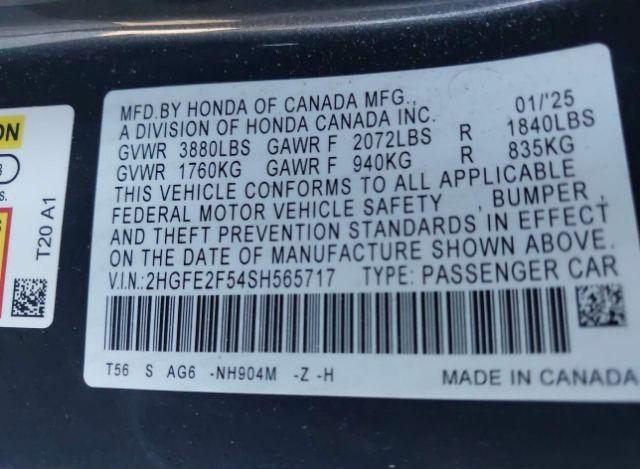 MFD.BY HONDA OF CANADA MFG., 01/'25
A DIVISION OF HONDA CANADA INC.
GVWR 3880LBS GAWR F 2072LBS R 1840LBS
GVWR 1760KG GAWR F 940KG R 835KG
THIS VEHICLE CONFORMS TO ALL APPLICABLE
FEDERAL MOTOR VEHICLE SAFETY , BUMPER ,
AND THEFT PREVENTION STANDARDS IN EFFECT
ON THE DATE OF MANUFACTURE SHOWN ABOVE.
V.I.N.:2HGFE2F54SH565717 TYPE: PASSENGER CAR
T56 S AG6 -NH904M -Z -H MADE IN CANADA
T20 A1